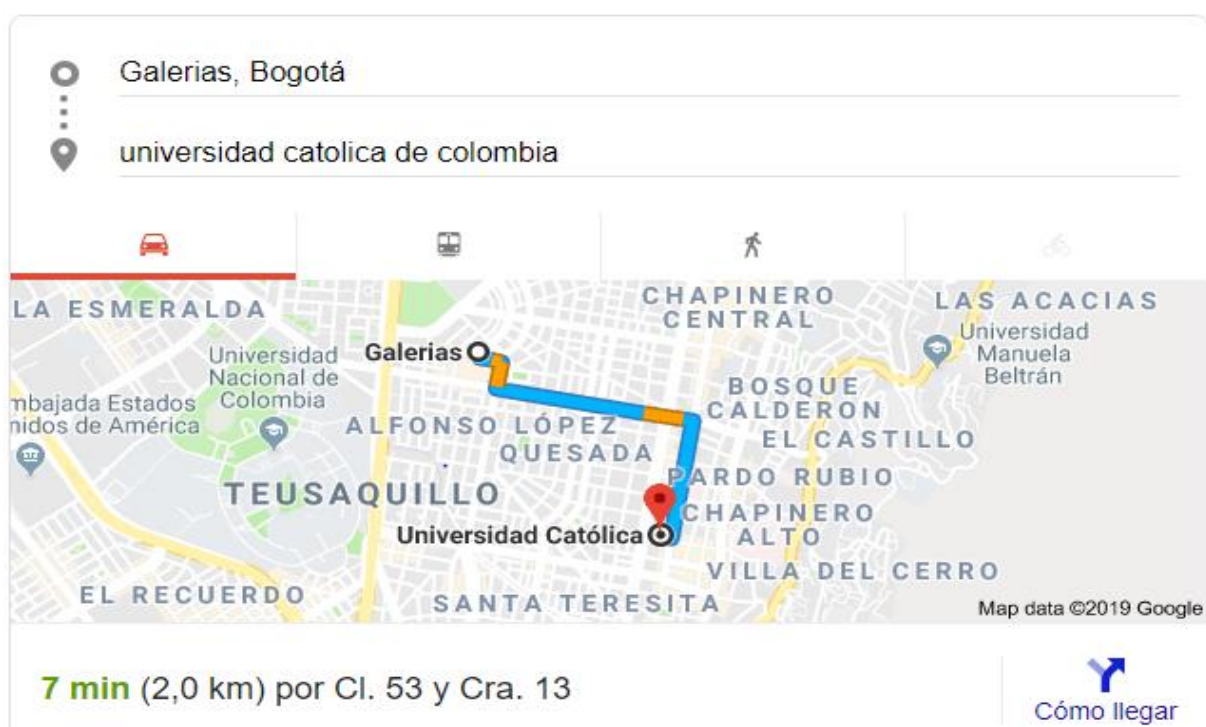 Galerias, Bogotá
universidad catolica de colombia
CHAPINERO
CENTRAL
LAS ACACIAS
LA ESMERALDA
Universidad
Manuela
Beltrán
Universidad
Nacional de
Colombia
Galerias
BOSQUE
CALDERON
mbajada Estados
nidos de América
ALFONSO LÓPEZ
QUESADA
EL CASTILLO
PARDO RUBIO
TEUSAQUILLO
CHAPINERO
ALTO
Universidad Católica
VILLA DEL CERRO
EL RECUERDO
SANTA TERESITA
Map data ©2019 Google
7 min (2,0 km) por Cl. 53 y Cra. 13
Cómo llegar